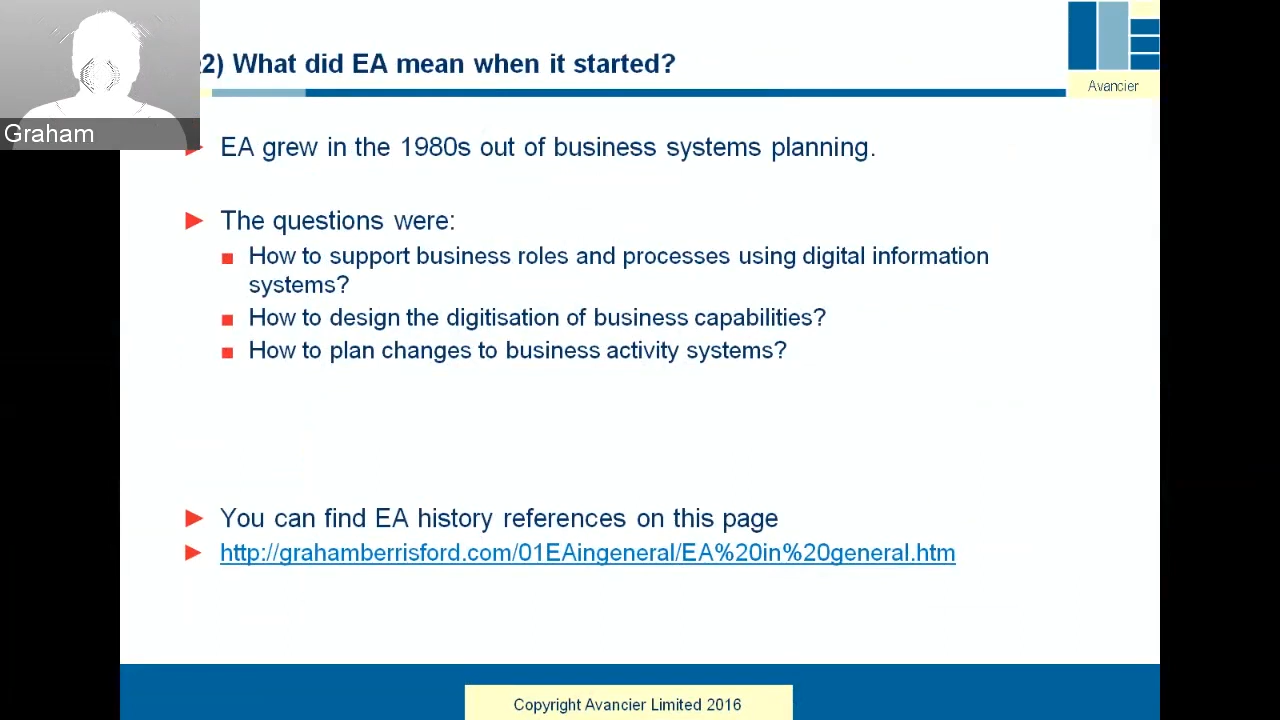 2) What did EA mean when it started?
Avancier
Graham
EA grew in the 1980s out of business systems planning.
The questions were:
How to support business roles and processes using digital information
systems?
How to design the digitisation of business capabilities?
How to plan changes to business activity systems?
You can find EA history references on this page
http://grahamberrisford.com/01EAingeneral/EA%20in%20general.htm
Copyright Avancier Limited 2016